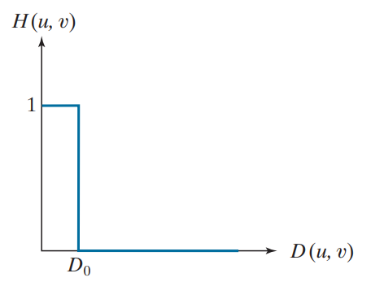 H(u, v)
1
D₀
D(u, v)